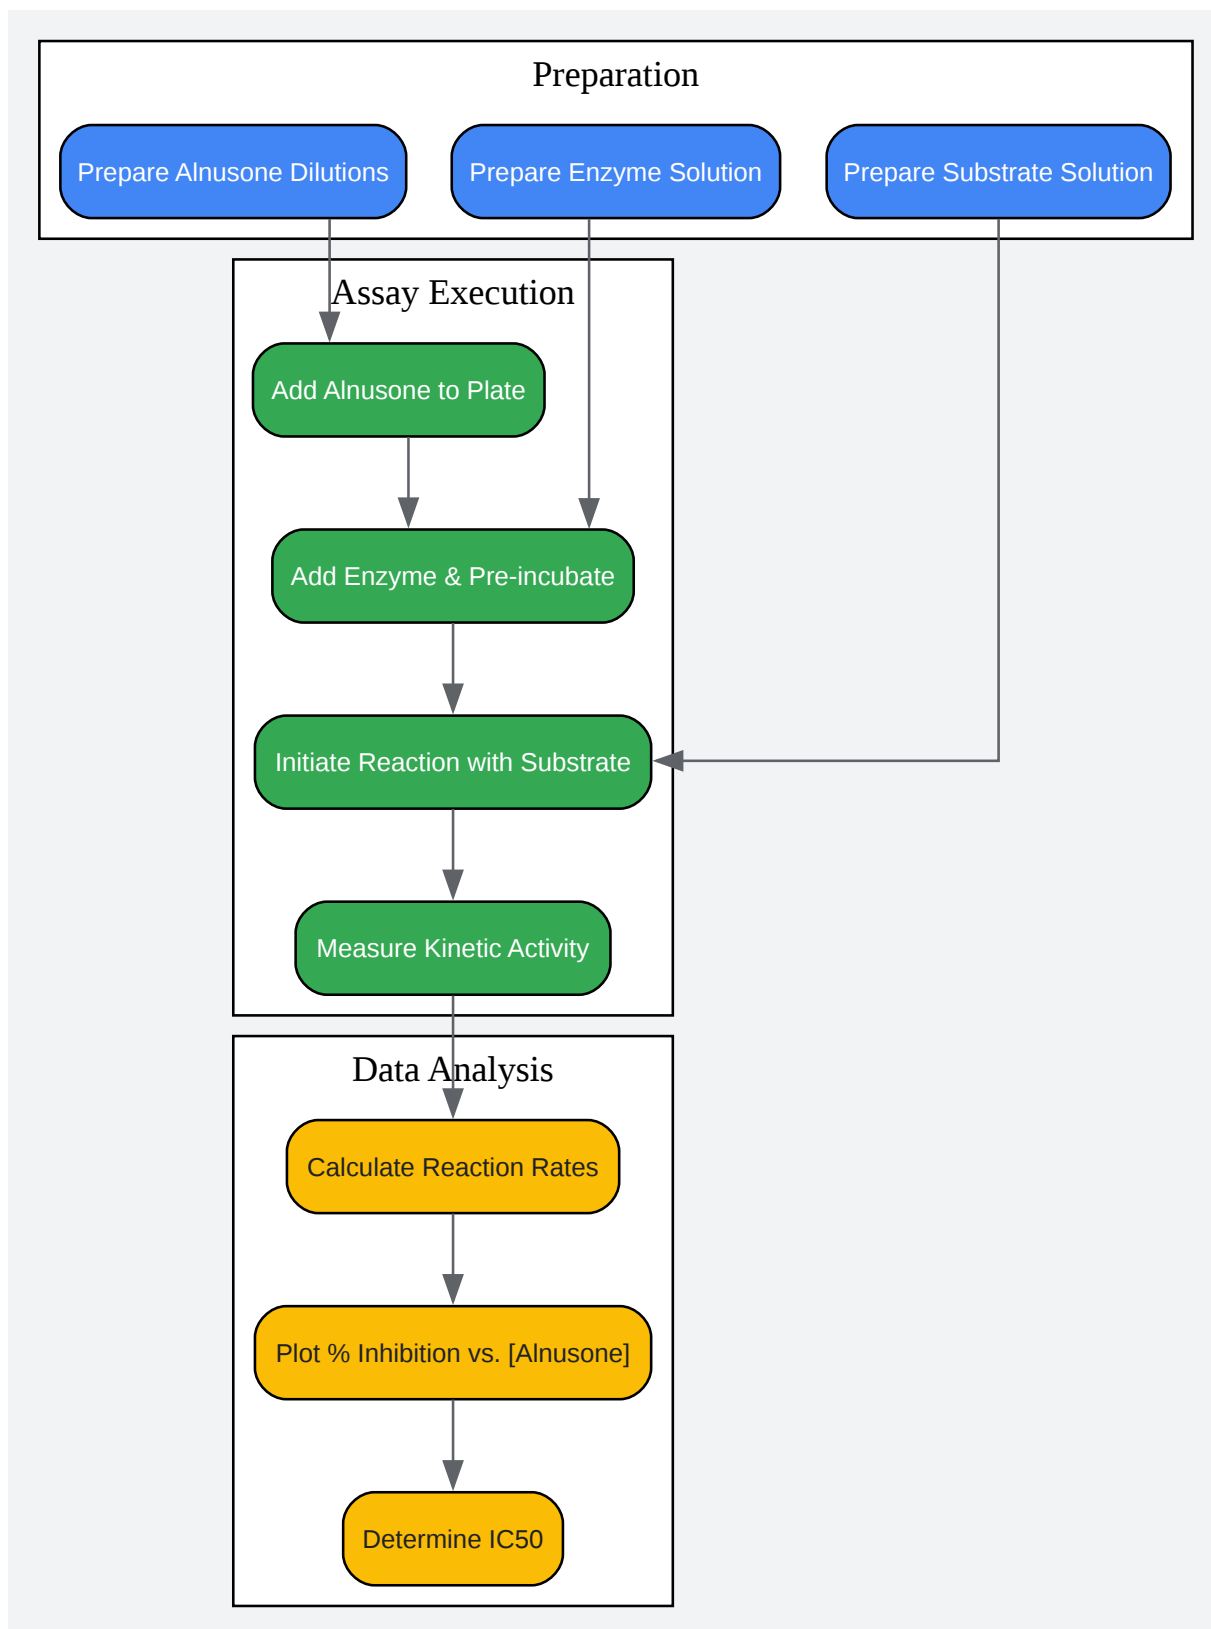 Preparation
Prepare Alnusone Dilutions
Prepare Enzyme Solution
Prepare Substrate Solution
Assay Execution
Add Alnusone to Plate
Add Enzyme & Pre-incubate
Initiate Reaction with Substrate
Measure Kinetic Activity
Data Analysis
Calculate Reaction Rates
Plot % Inhibition vs. [Alnusone]
Determine IC50